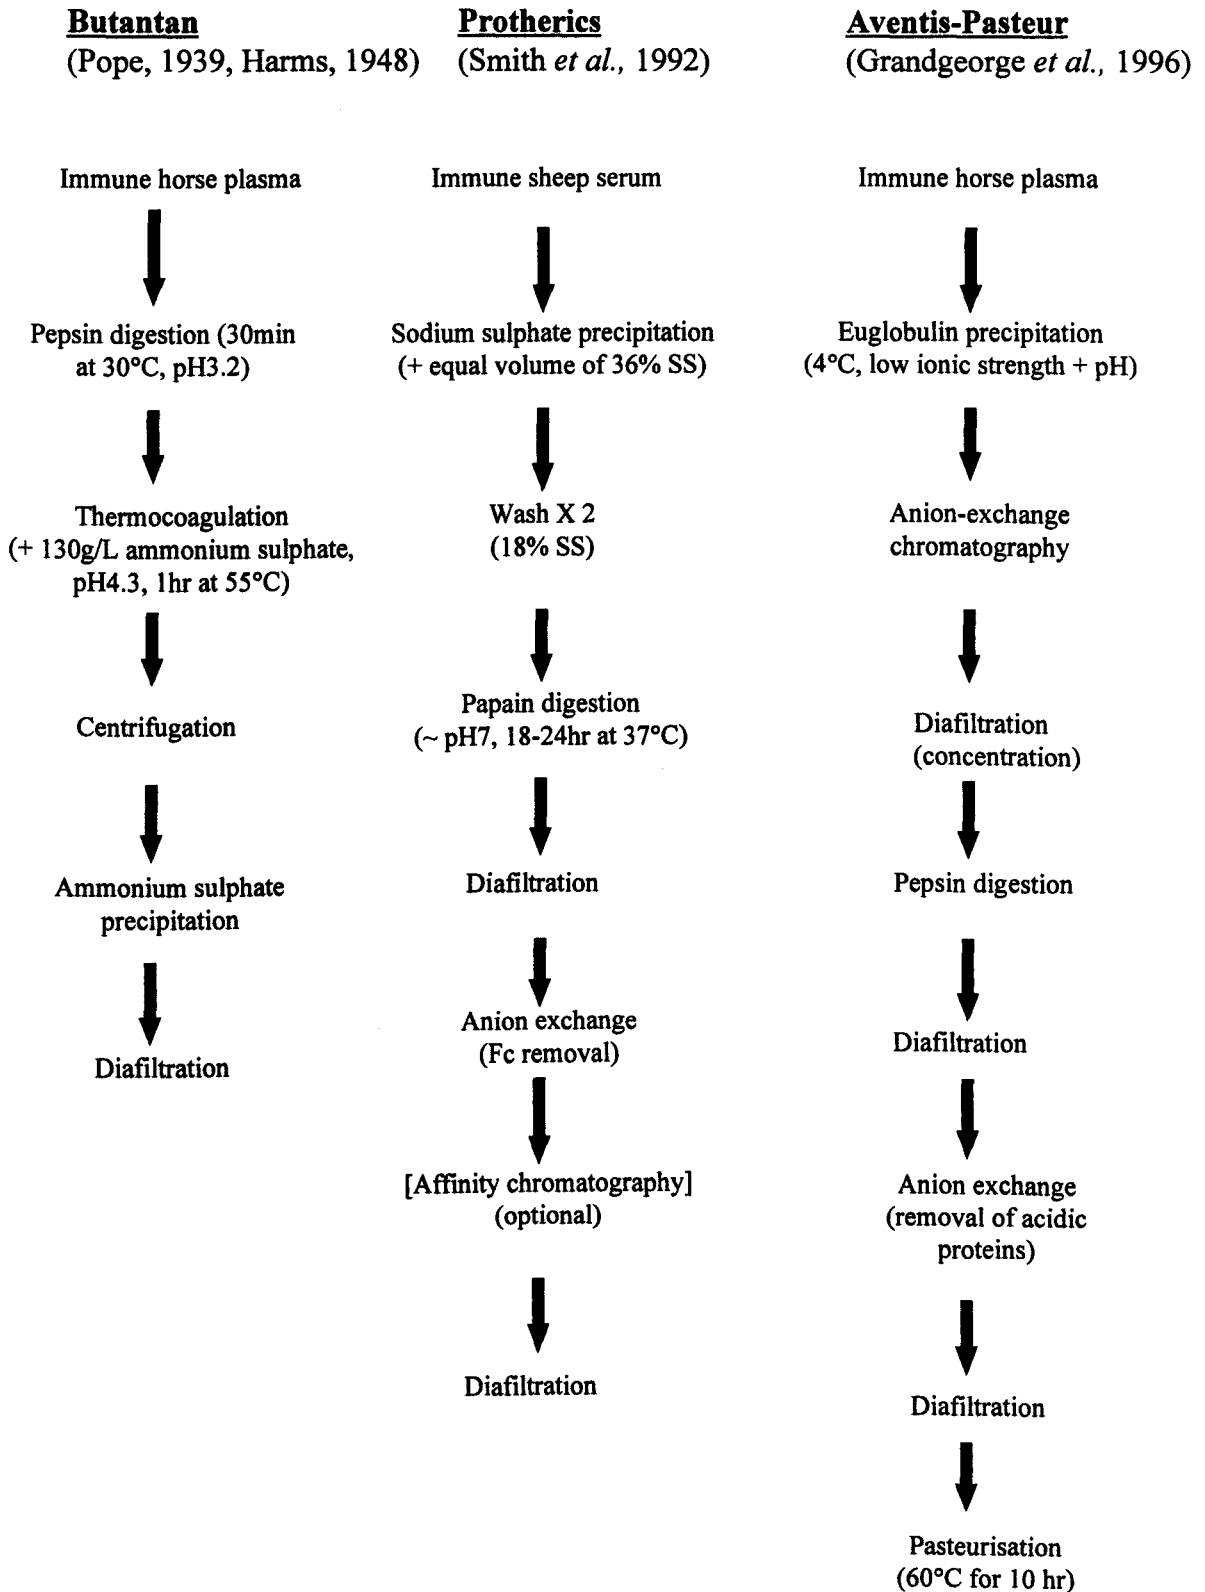 Butantan
(Pope, 1939, Harms, 1948)
Immune horse plasma
Pepsin digestion (30min
at 30°C, pH3.2)
Thermocoagulation
(+ 130g/L ammonium sulphate,
pH4.3, 1hr at 55°C)
Centrifugation
Ammonium sulphate
precipitation
Diafiltration
Protherics
(Smith et al., 1992)
Immune sheep serum
Sodium sulphate precipitation
(+ equal volume of 36% SS)
Wash X 2
(18% SS)
Papain digestion
(~ pH7, 18-24hr at 37°C)
Diafiltration
Anion exchange
(Fc removal)
[Affinity chromatography]
(optional)
Diafiltration
Aventis-Pasteur
(Grandgeorge et al., 1996)
Immune horse plasma
Euglobulin precipitation
(4°C, low ionic strength + pH)
Anion-exchange
chromatography
Diafiltration
(concentration)
Pepsin digestion
Diafiltration
Anion exchange
(removal of acidic
proteins)
Diafiltration
Pasteurisation
(60°C for 10 hr)